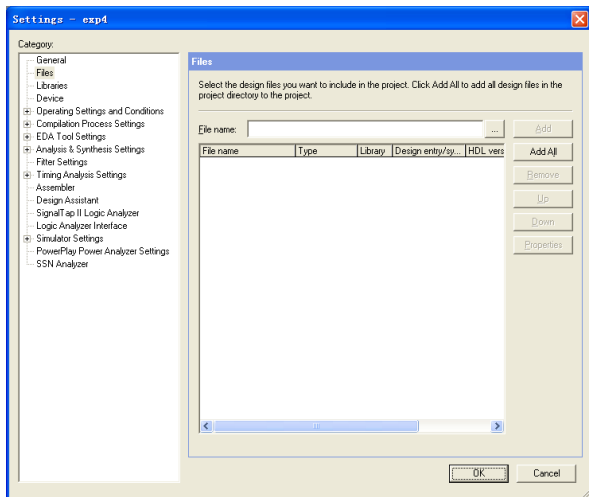 Settings - exp4
Category:
General
Files
Libraries
Device
Operating Settings and Conditions
Compilation Process Settings
EDA Tool Settings
Analysis & Synthesis Settings
Fitter Settings
Timing Analysis Settings
Assembler
Design Assistant
SignalTap II Logic Analyzer
Logic Analyzer Interface
Simulator Settings
PowerPlay Power Analyzer Settings
SSN Analyzer
Files
Select the design files you want to include in the project. Click Add All to add all design files in the
project directory to the project.
File name: ... Add
File name Type Library Design entry/sy... HDL vers
Add All
Remove
Up
Down
Properties
OK Cancel